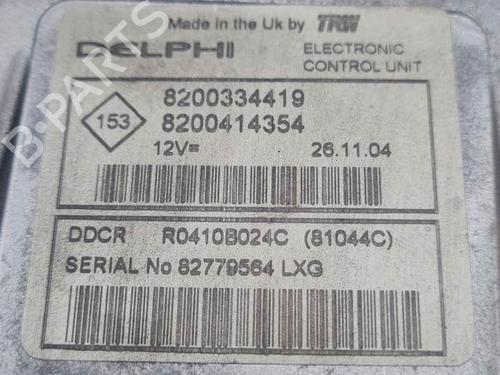 Made in the Uk by TRW
DELPHI
ELECTRONIC
CONTROL UNIT
153
8200334419
8200414354
12V=
26.11.04
DDCR R0410B024C (81044C)
SERIAL No 82779564 LXG
B-PARTS